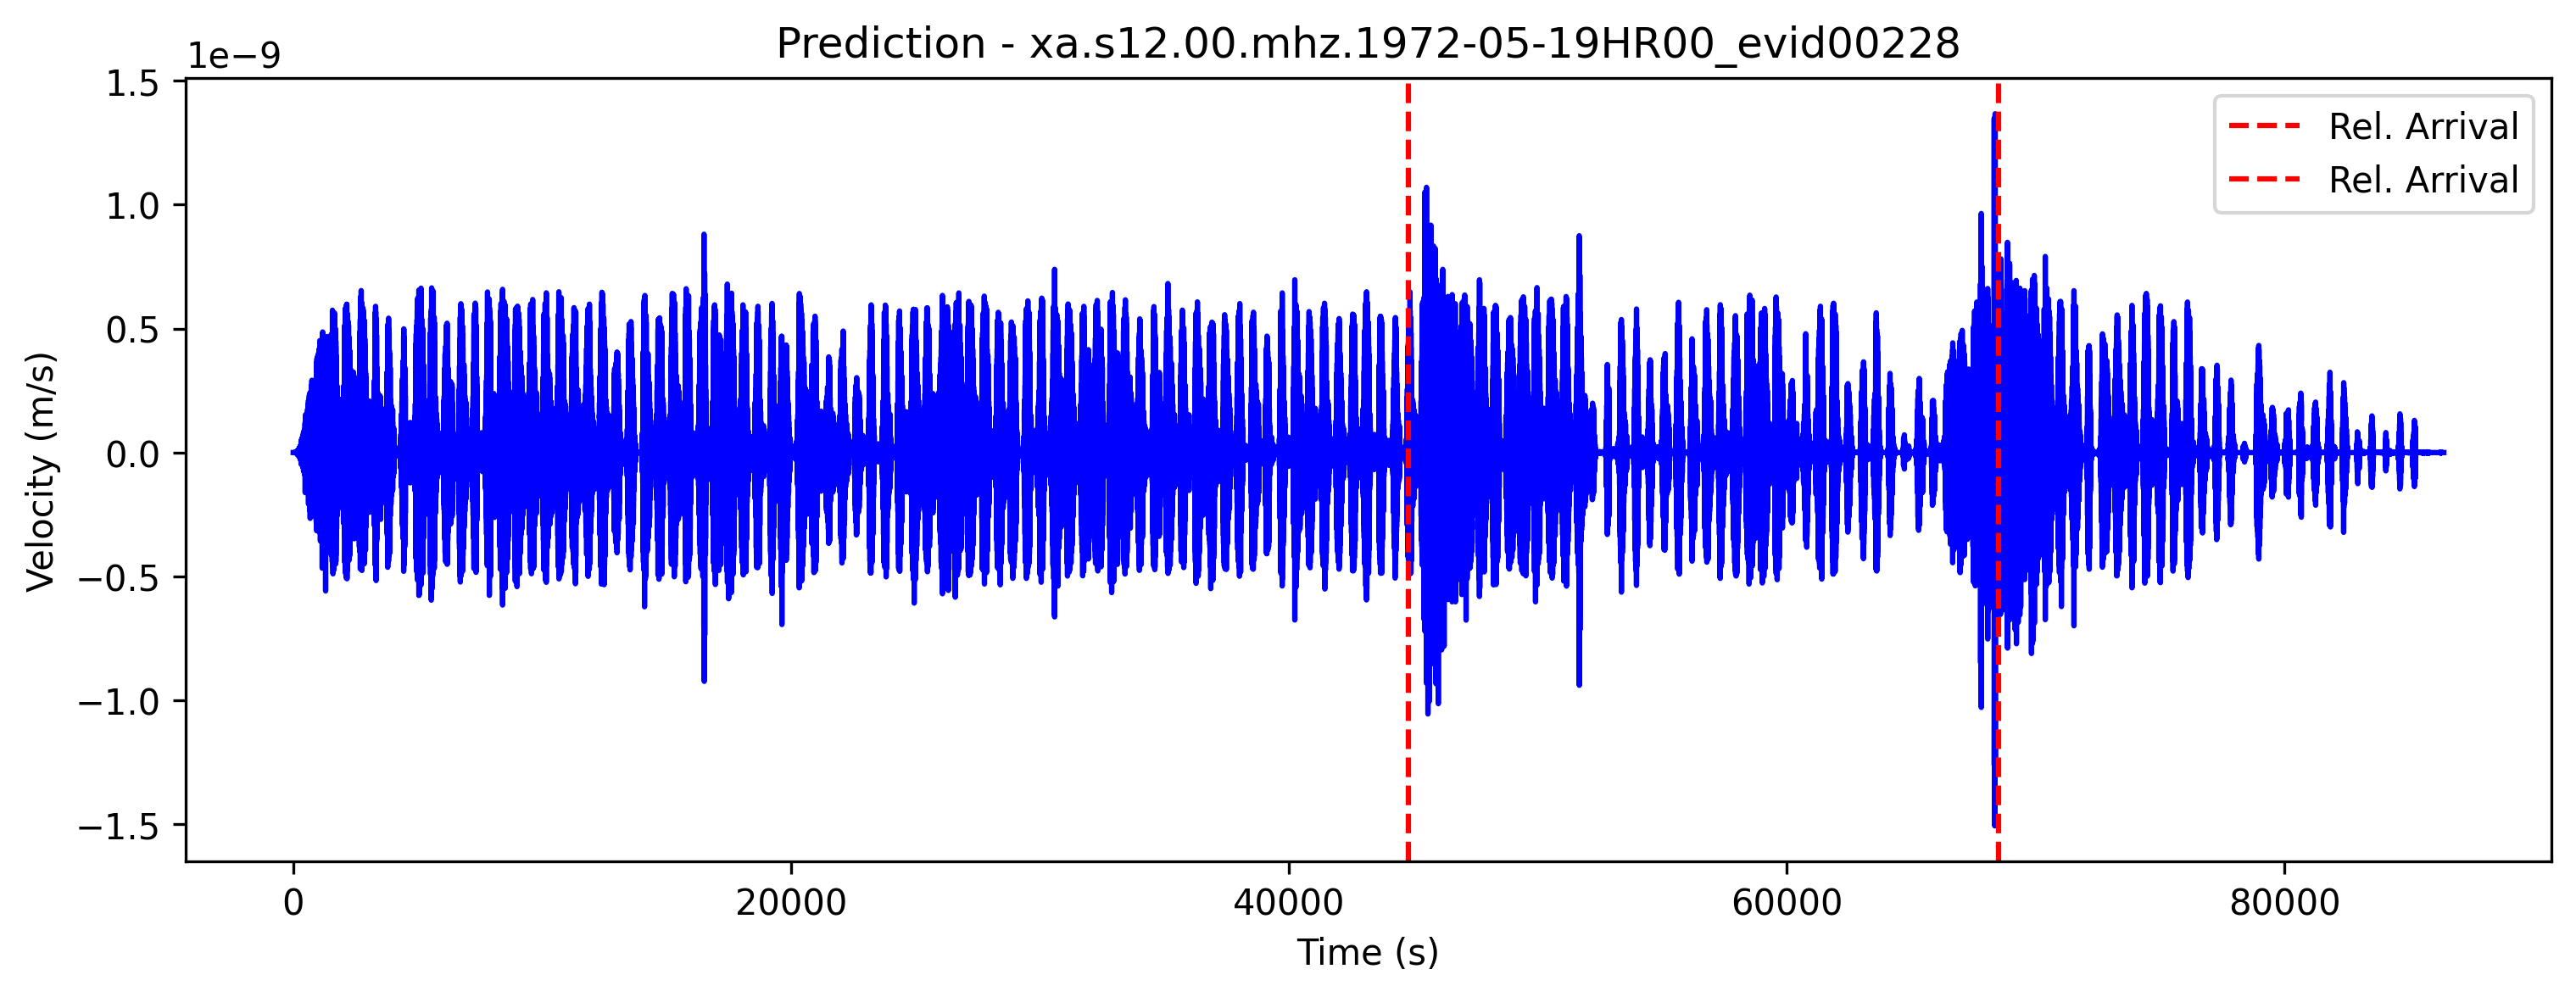 Prediction - xa.s12.00.mhz.1972-05-19HR00_evid00228
1e−9
1.5
1.0
0.5
0.0
−0.5
−1.0
−1.5
Velocity (m/s)
Rel. Arrival
Rel. Arrival
0 20000 40000 60000 80000
Time (s)